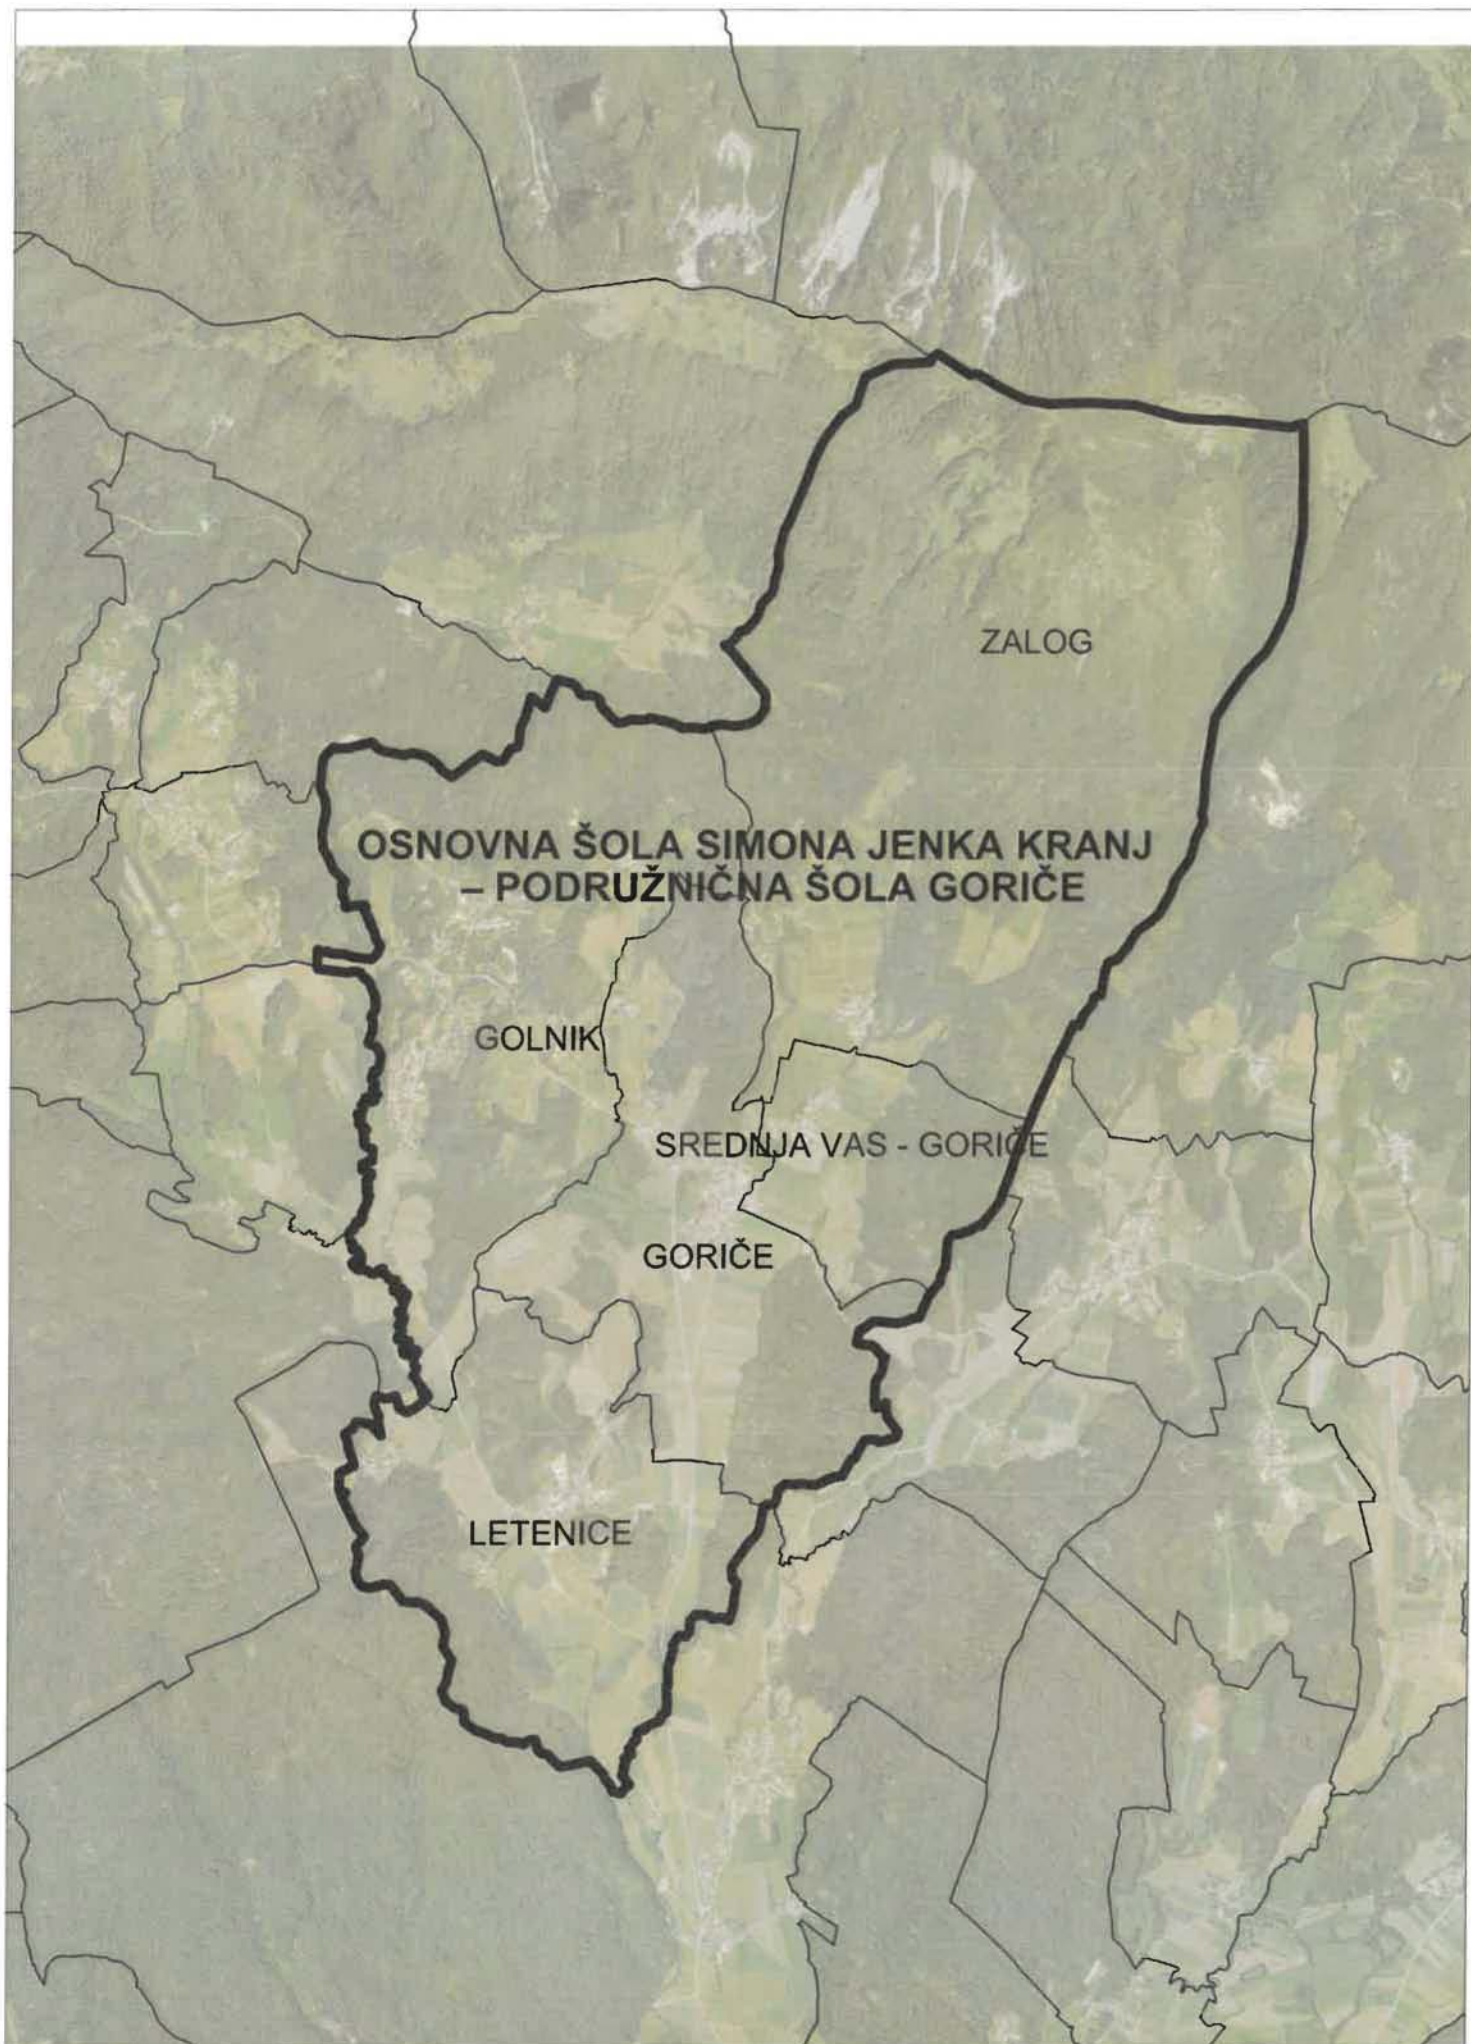 ZALOG
OSNOVNA ŠOLA SIMONA JENKA KRANJ
– PODRUŽNIČNA ŠOLA GORIČE
GOLNIK
SREDNJA VAS - GORIČE
GORIČE
LETENICE